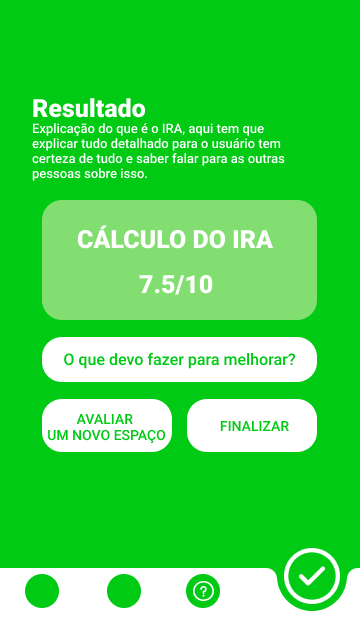 Resultado
Explicação do que é o IRA, aqui tem que
explicar tudo detalhado para o usuário tem
certeza de tudo e saber falar para as outras
pessoas sobre isso.
CÁLCULO DO IRA
7.5/10
O que devo fazer para melhorar?
AVALIAR
UM NOVO ESPAÇO
FINALIZAR
?